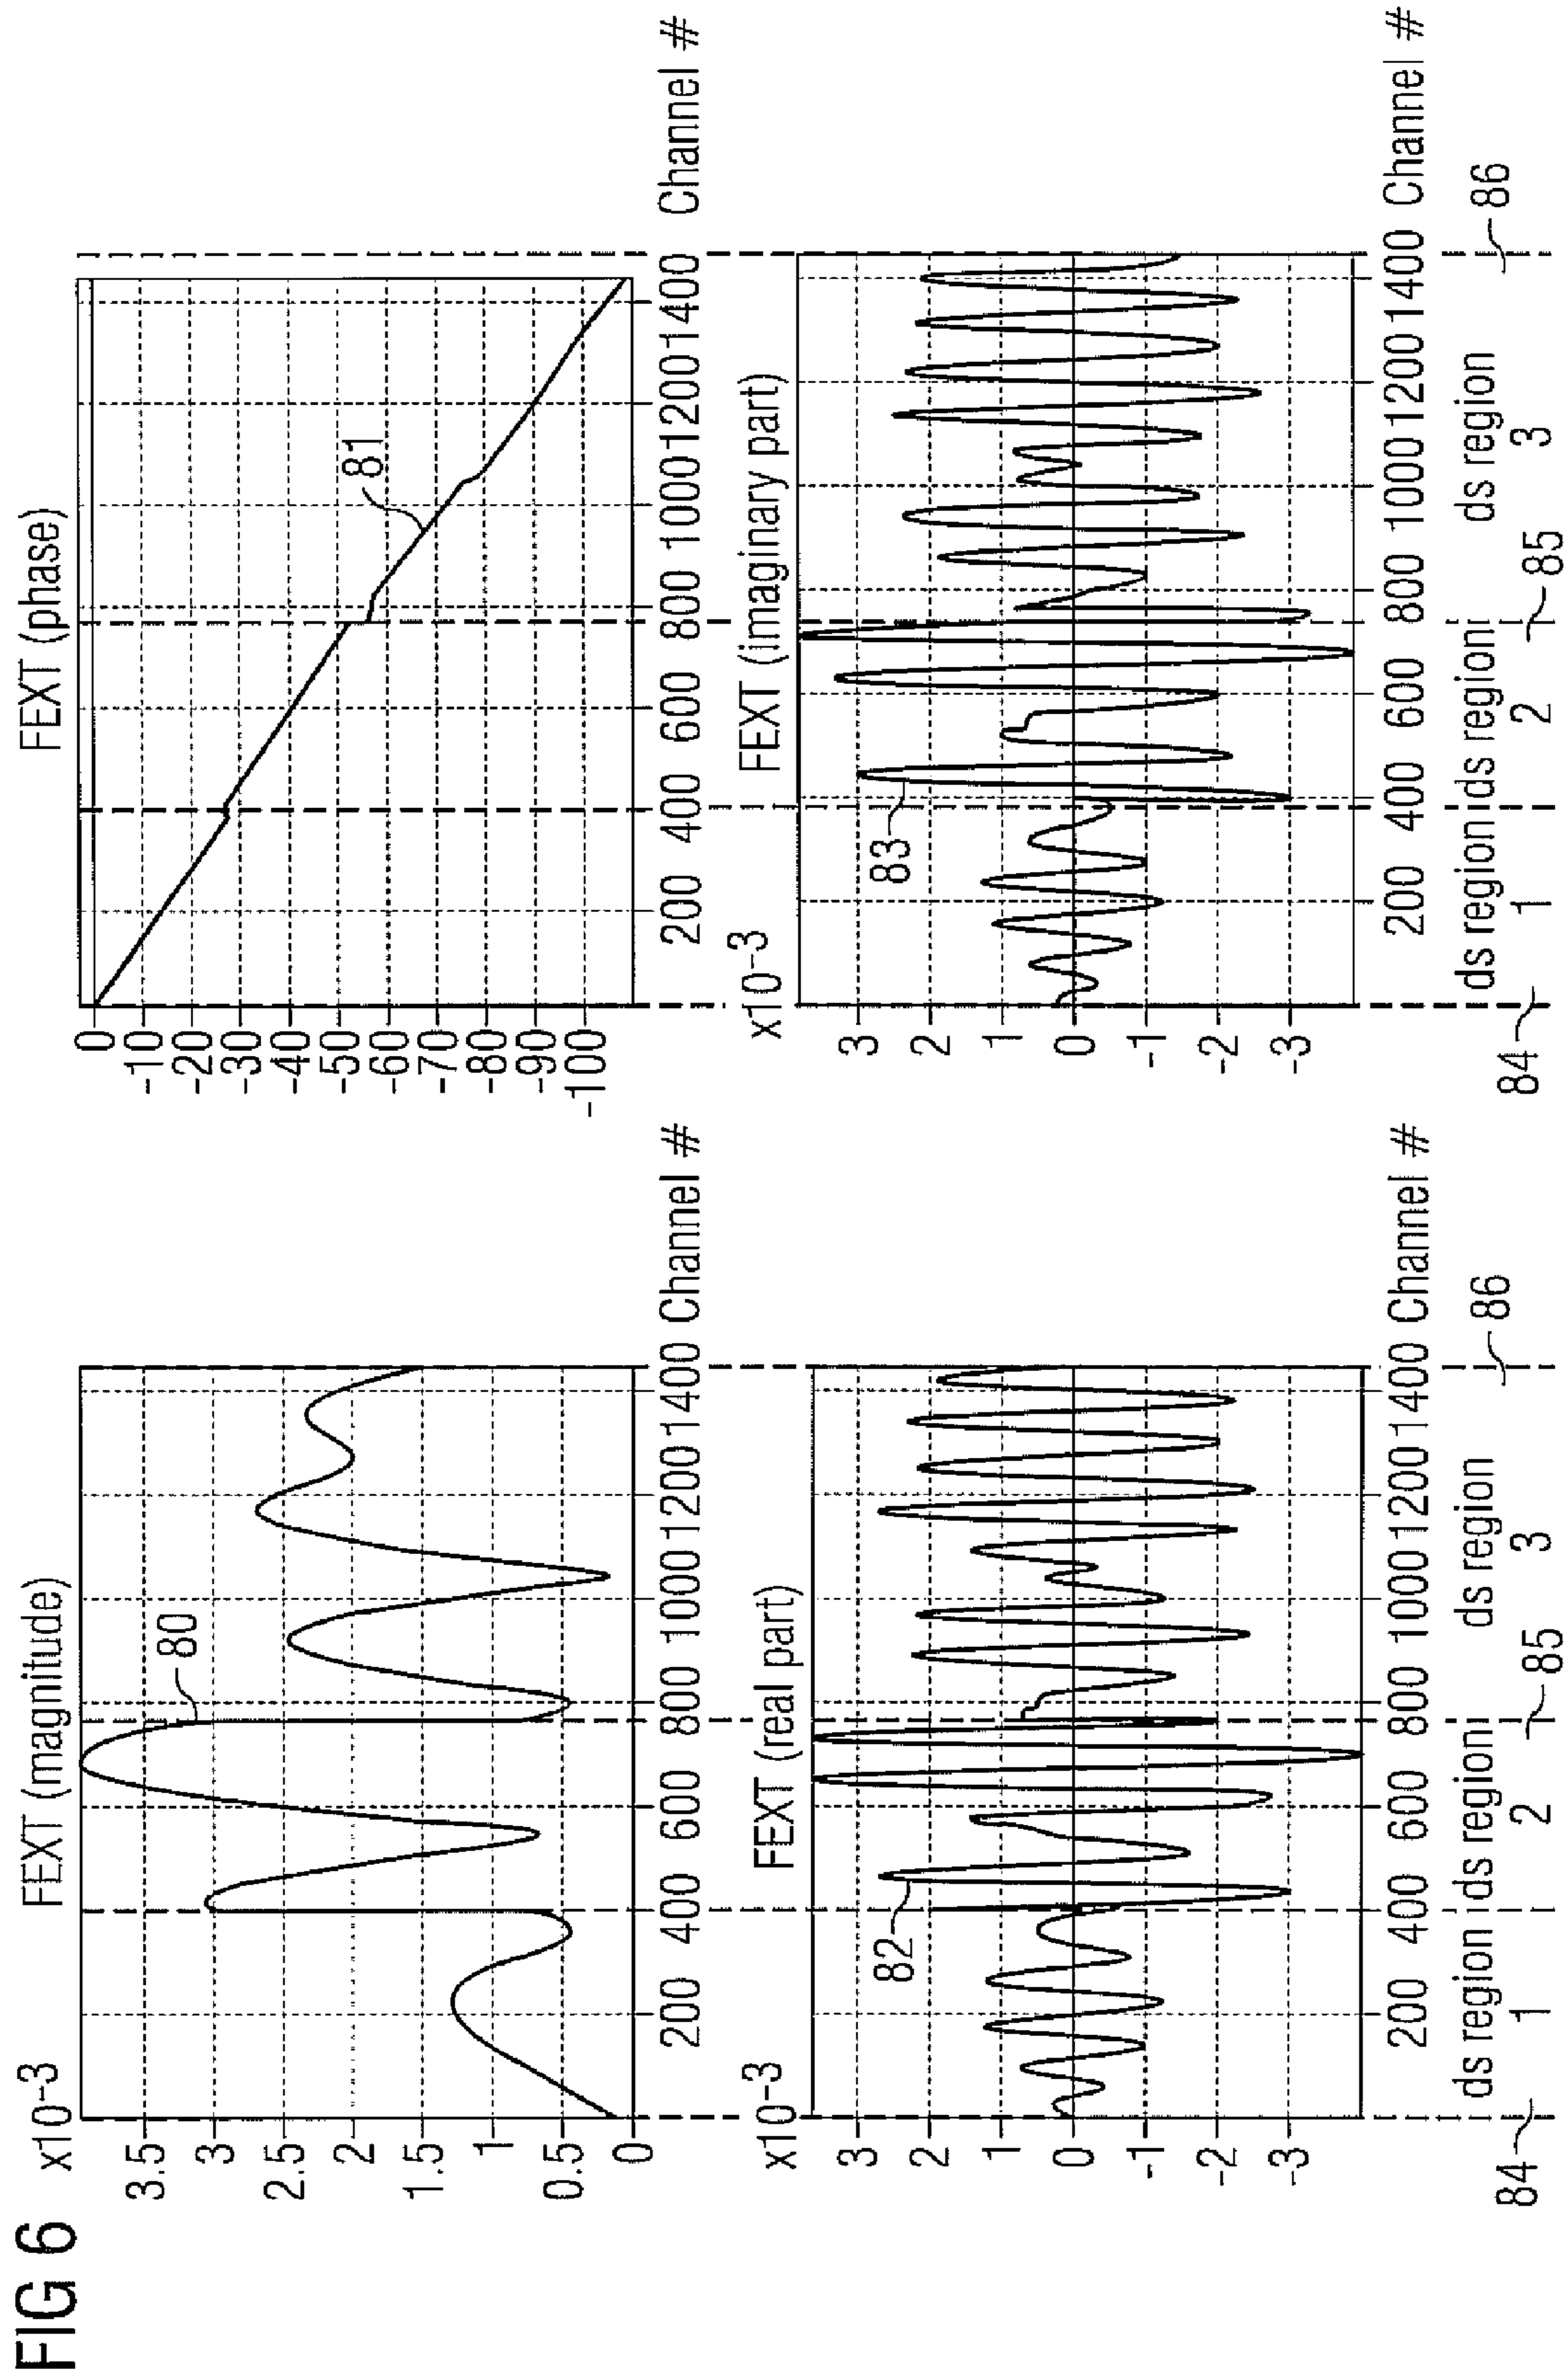 FIG 6
FEXT (magnitude)
x10-3
3.5
3
2.5
2
1.5
1
0.5
0
80
200 400 600 800 1000 1200 1400 Channel #
FEXT (phase)
0
-10
-20
-30
-40
-50
-60
-70
-80
-90
-100
81
200 400 600 800 1000 1200 1400 Channel #
FEXT (real part)
x10-3
3
2
1
0
-1
-2
-3
82
200 400 600 800 1000 1200 1400 Channel #
ds region 1
ds region 2
ds region 3
84
85
86
FEXT (imaginary part)
x10-3
3
2
1
0
-1
-2
-3
83
200 400 600 800 1000 1200 1400 Channel #
ds region 1
ds region 2
ds region 3
84
85
86